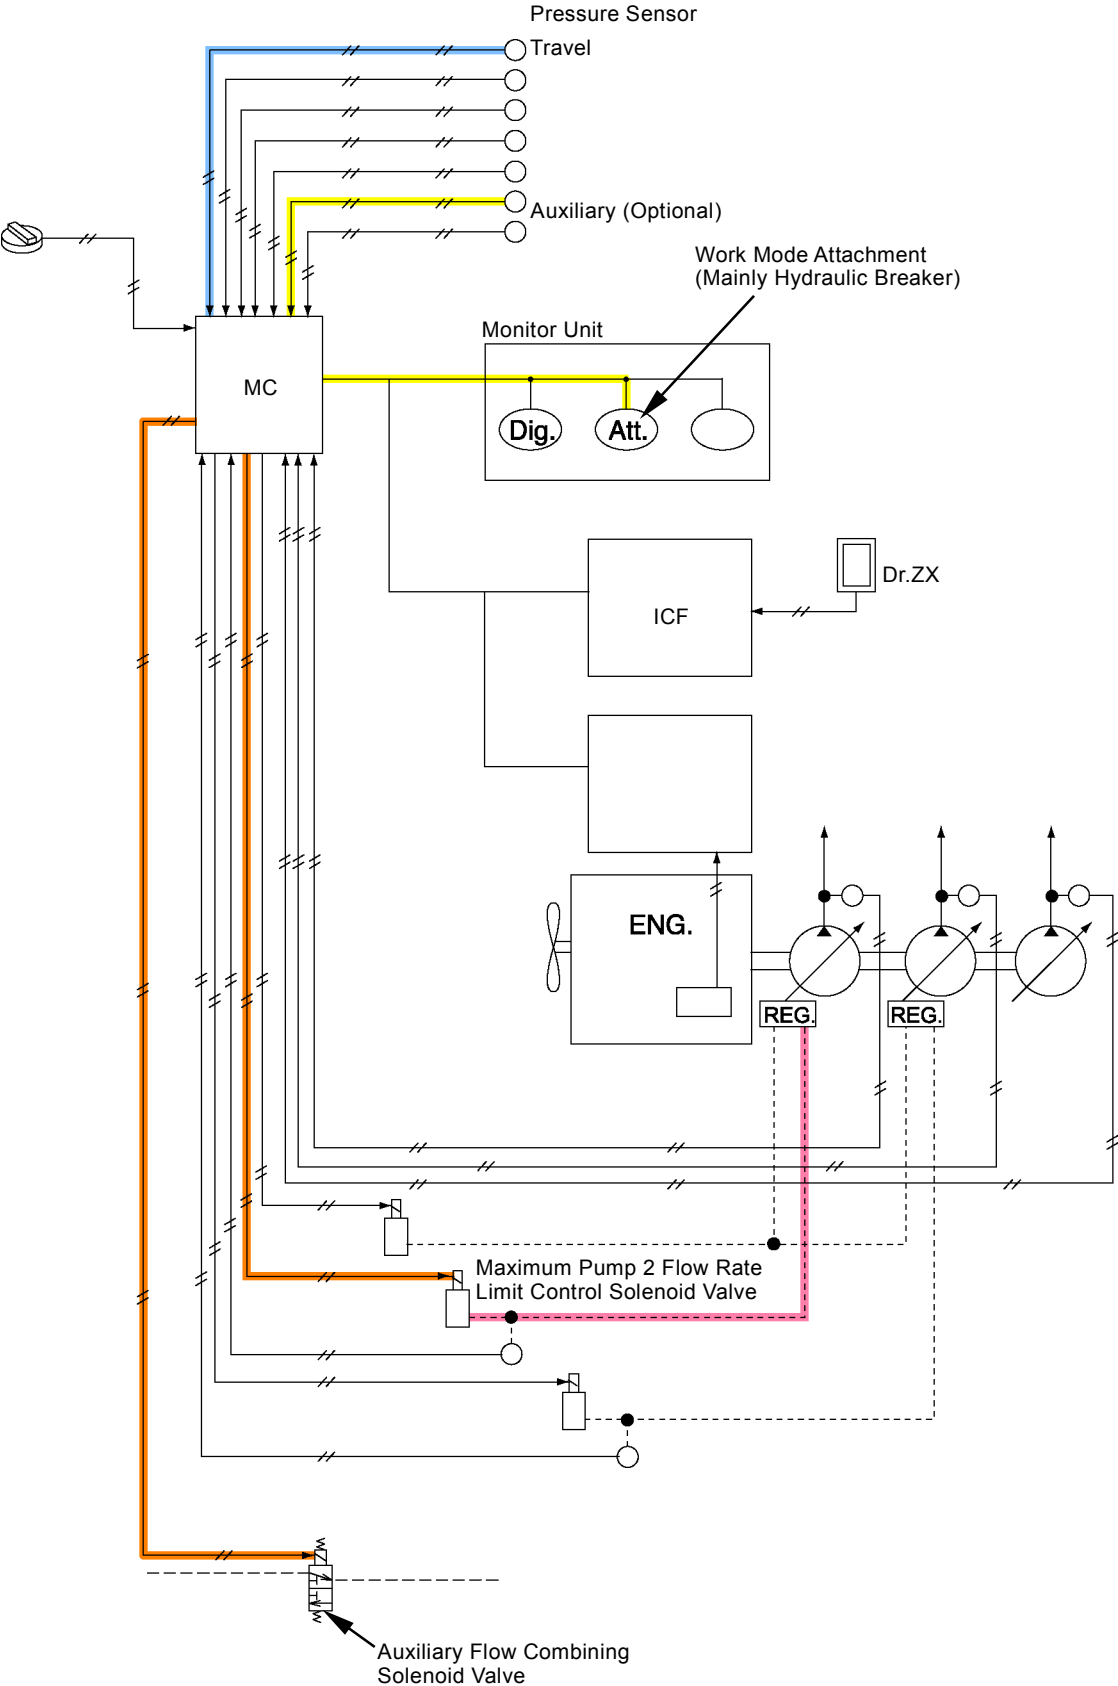 Pressure Sensor
Travel
Auxiliary (Optional)
Work Mode Attachment
(Mainly Hydraulic Breaker)
Monitor Unit
MC
Dig.
Att.
Dr.ZX
ICF
ENG.
REG.
REG.
Maximum Pump 2 Flow Rate
Limit Control Solenoid Valve
Auxiliary Flow Combining
Solenoid Valve